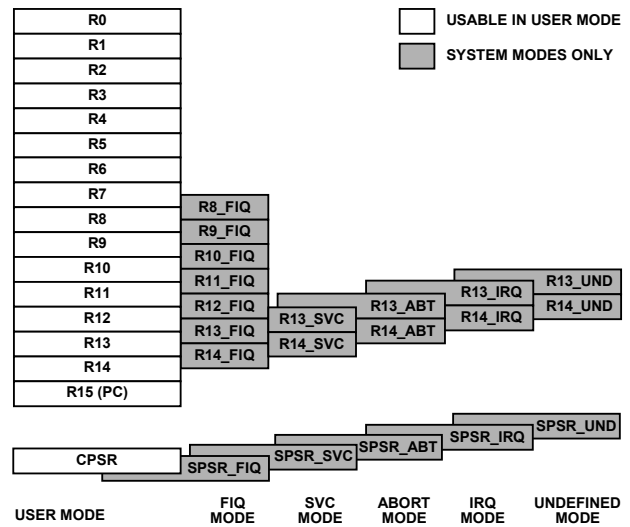 R0
R1
R2
R3
R4
R5
R6
R7
R8
R9
R10
R11
R12
R13
R14
R15 (PC)
R8_FIQ
R9_FIQ
R10_FIQ
R11_FIQ
R12_FIQ
R13_FIQ
R14_FIQ
R13_SVC
R14_SVC
R13_ABT
R14_ABT
R13_IRQ
R14_IRQ
R13_UND
R14_UND
USABLE IN USER MODE
SYSTEM MODES ONLY
CPSR
SPSR_FIQ
SPSR_SVC
SPSR_ABT
SPSR_IRQ
SPSR_UND
USER MODE
FIQ
MODE
SVC
MODE
ABORT
MODE
IRQ
MODE
UNDEFINED
MODE